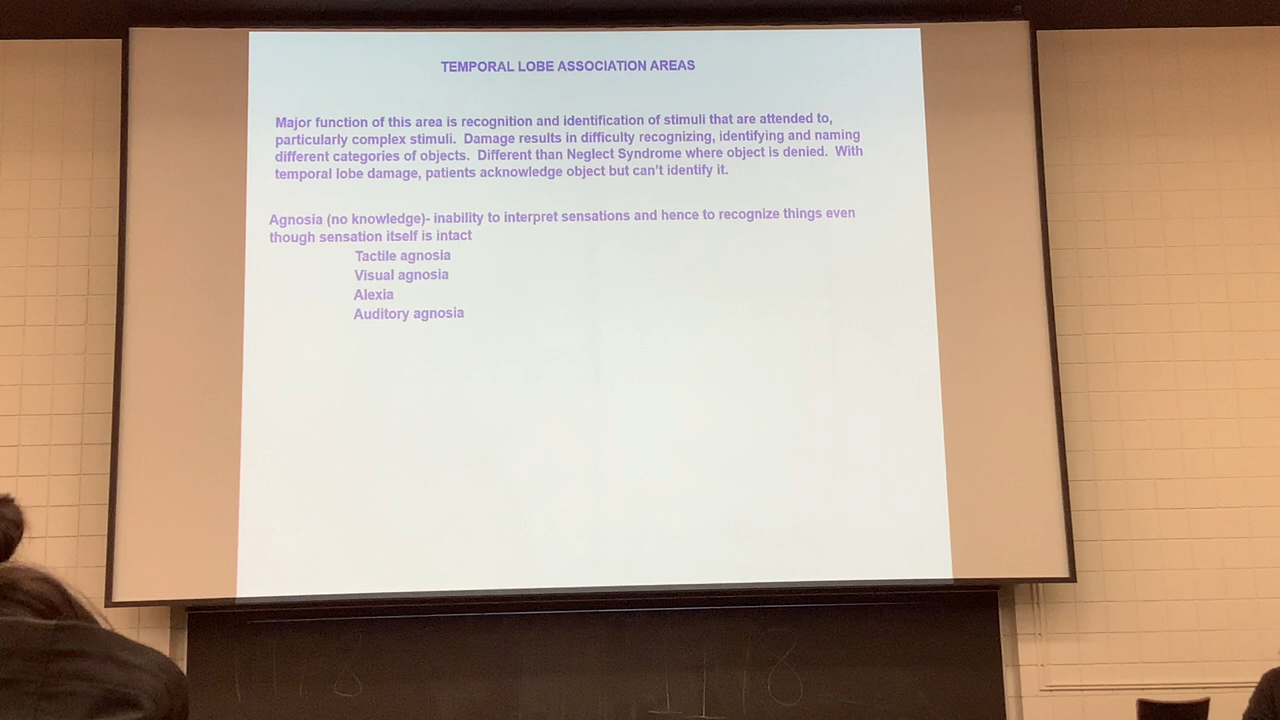 TEMPORAL LOBE ASSOCIATION AREAS
Major function of this area is recognition and identification of stimuli that are attended to,
particularly complex stimuli.  Damage results in difficulty recognizing, identifying and naming
different categories of objects.  Different than Neglect Syndrome where object is denied.  With
temporal lobe damage, patients acknowledge object but can't identify it.
Agnosia (no knowledge)- inability to interpret sensations and hence to recognize things even
though sensation itself is intact
Tactile agnosia
Visual agnosia
Alexia
Auditory agnosia